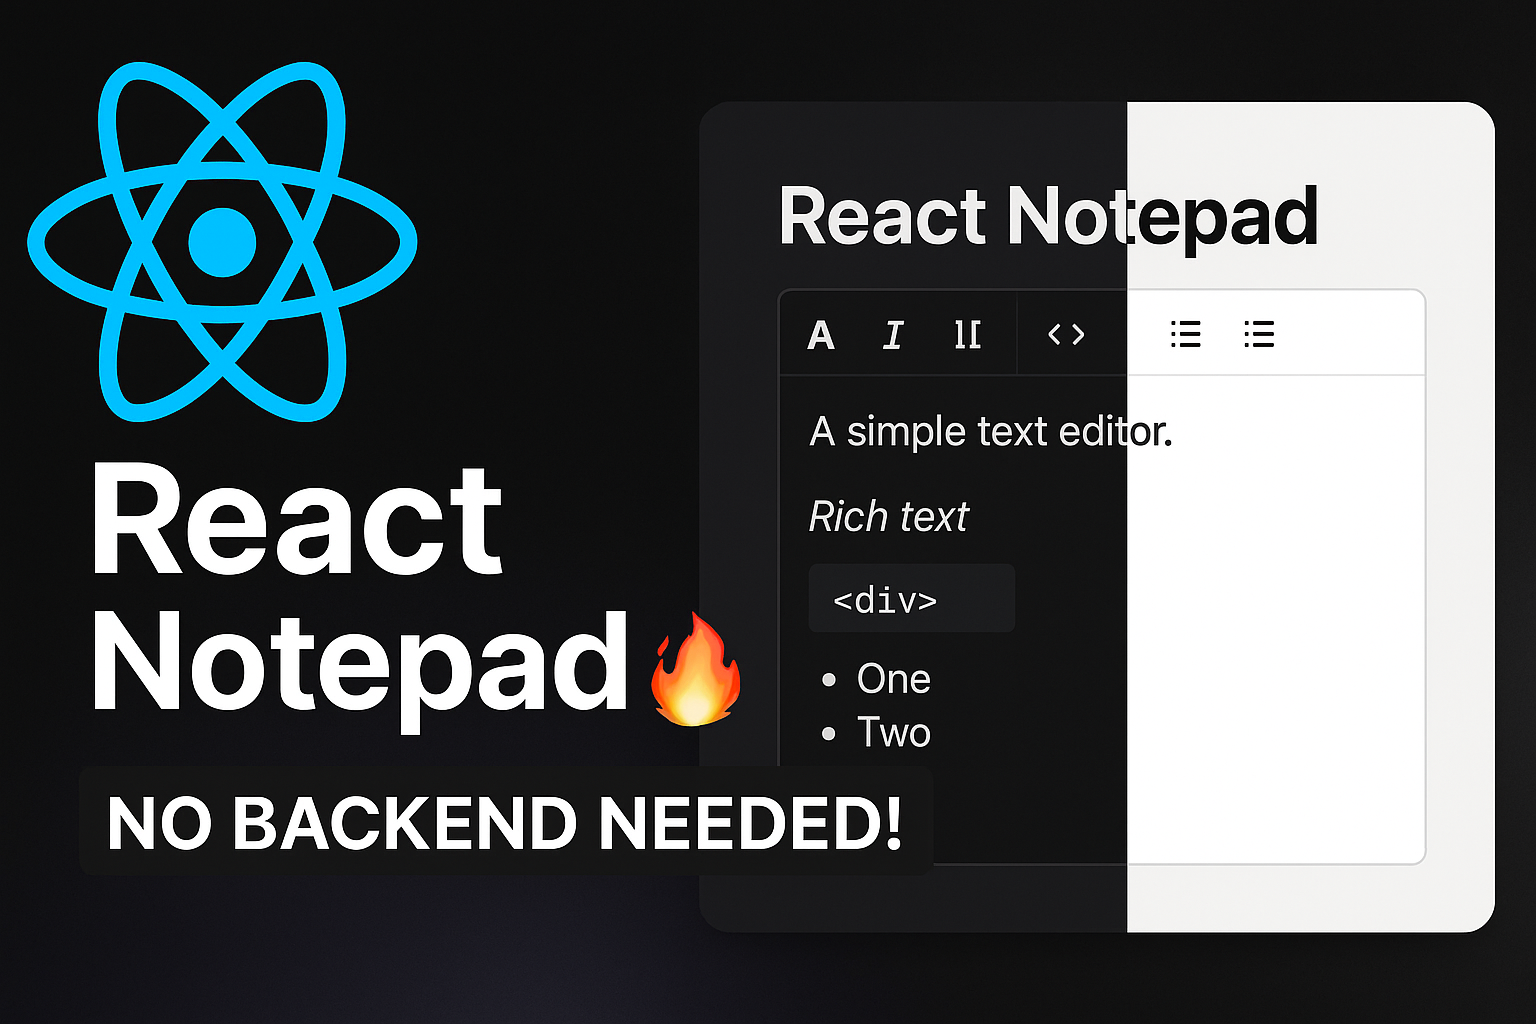 React
Notepad🔥
NO BACKEND NEEDED!
React Notepad
A I <>
A simple text editor.
Rich text
<div>
• One
• Two